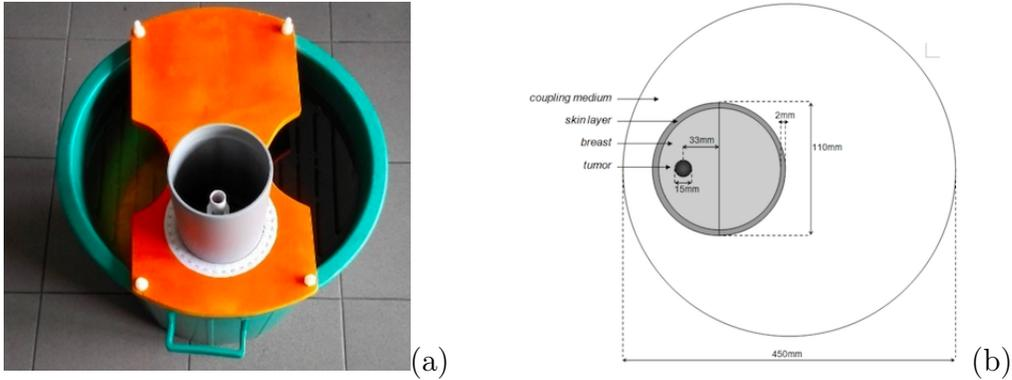 coupling medium
skin layer
breast
tumor
33mm
15mm
2mm
110mm
450mm
(a)
(b)